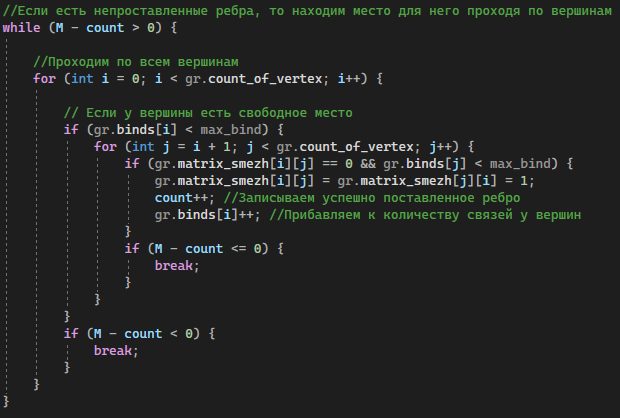 //Если есть непроставленные ребра, то находим место для него проходя по вершинам
while (M - count > 0) {
//Проходим по всем вершинам
for (int i = 0; i < gr.count_of_vertex; i++) {
// Если у вершины есть свободное место
if (gr.binds[i] < max_bind) {
for (int j = i + 1; j < gr.count_of_vertex; j++) {
if (gr.matrix_smezh[i][j] == 0 && gr.binds[j] < max_bind) {
gr.matrix_smezh[i][j] = gr.matrix_smezh[j][i] = 1;
count++; //Записываем успешно поставленное ребро
gr.binds[i]++; //Прибавляем к количеству связей у вершин
}
if (M - count <= 0) {
break;
}
}
}
if (M - count < 0) {
break;
}
}
}